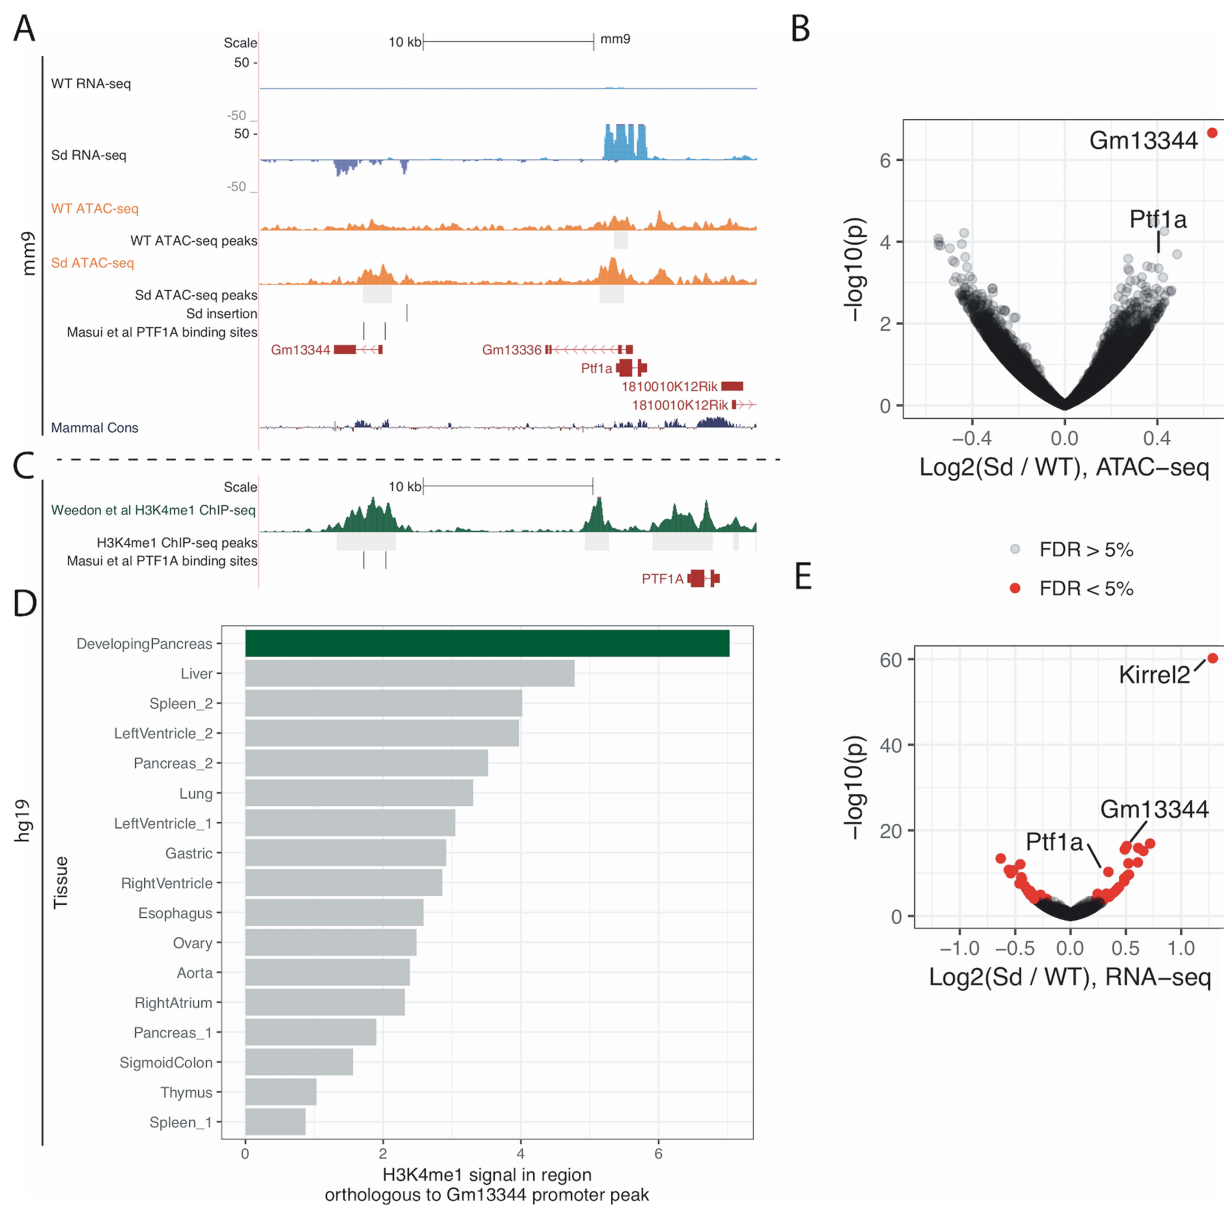 A
Scale
10 kb
mm9
50
WT RNA-seq
-50
50
Sd RNA-seq
-50
WT ATAC-seq
WT ATAC-seq peaks
Sd ATAC-seq
Sd ATAC-seq peaks
Sd insertion
Masui et al PTF1A binding sites
Gm13344
Gm13336
Ptf1a
1810010K12Rik
1810010K12Rik
Mammal Cons
mm9
B
Gm13344
Ptf1a
6
4
2
0
−log10(p)
−0.4
0.0
0.4
Log2(Sd / WT), ATAC−seq
FDR > 5%
FDR < 5%
C
Scale
10 kb
Weedon et al H3K4me1 ChIP-seq
H3K4me1 ChIP-seq peaks
Masui et al PTF1A binding sites
PTF1A
hg19
D
Tissue
DevelopingPancreas
Liver
Spleen_2
LeftVentricle_2
Pancreas_2
Lung
LeftVentricle_1
Gastric
RightVentricle
Esophagus
Ovary
Aorta
RightAtrium
Pancreas_1
SigmoidColon
Thymus
Spleen_1
0
2
4
6
H3K4me1 signal in region
orthologous to Gm13344 promoter peak
E
Kirrel2
Gm13344
Ptf1a
60
40
20
0
−log10(p)
−1.0
−0.5
0.0
0.5
1.0
Log2(Sd / WT), RNA−seq